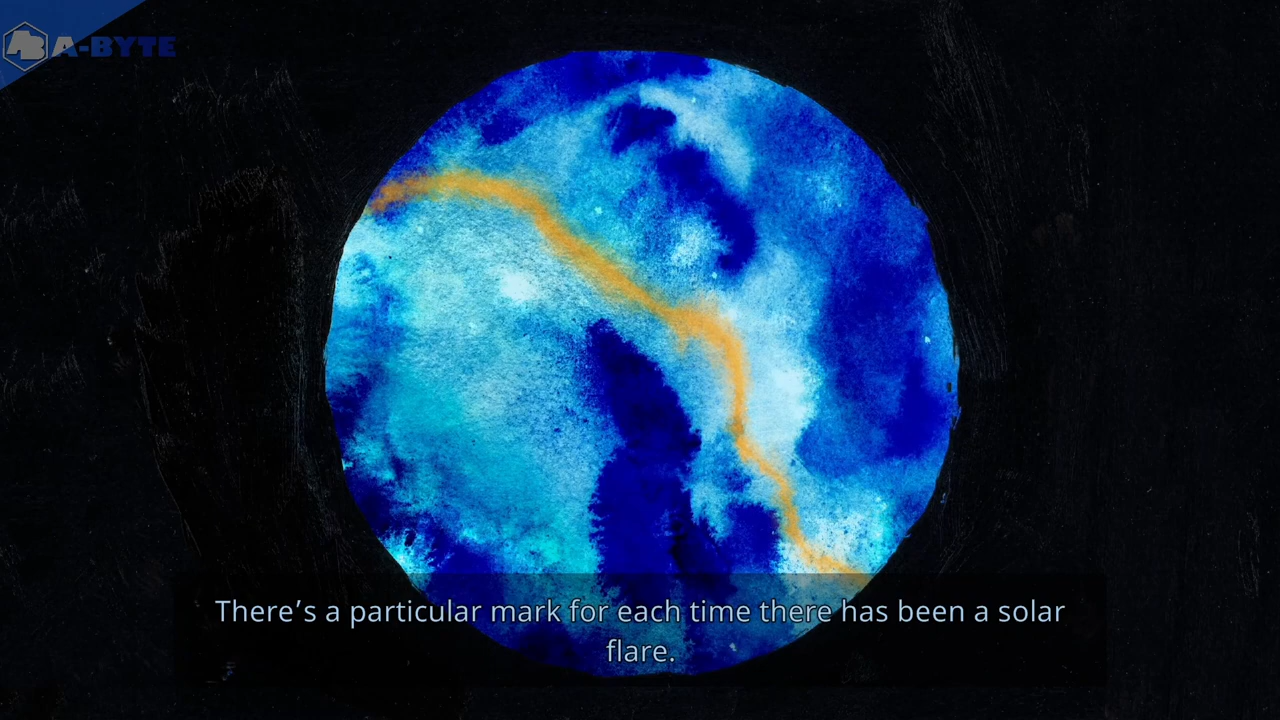 A-BYTE
There's a particular mark for each time there has been a solar
flare.